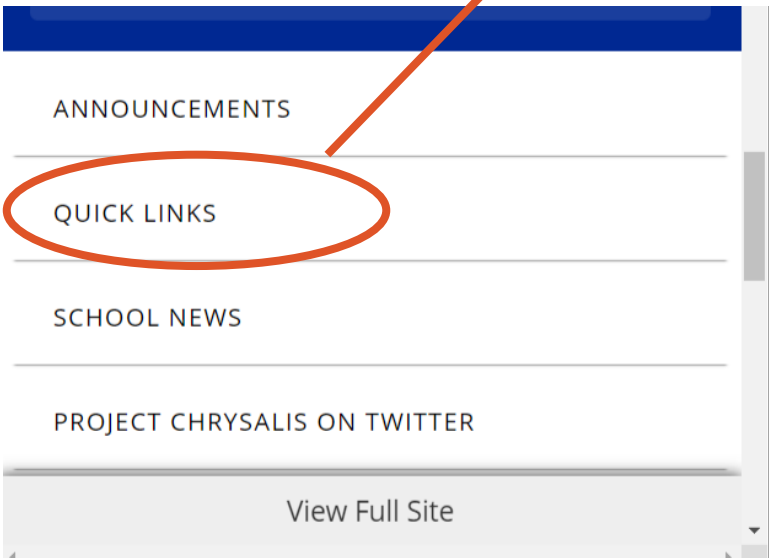 ANNOUNCEMENTS
QUICK LINKS
SCHOOL NEWS
PROJECT CHRYSALIS ON TWITTER
View Full Site